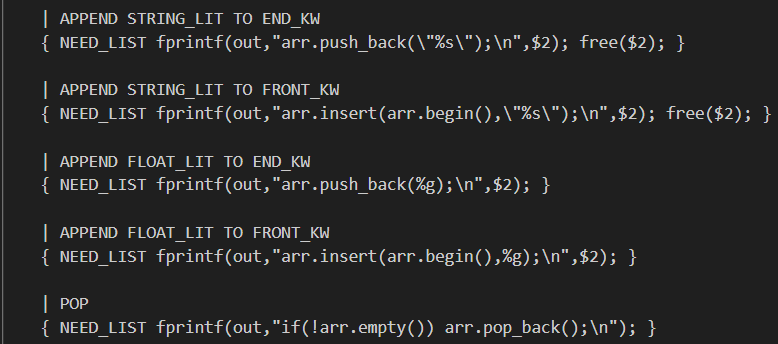 | APPEND STRING_LIT TO END_KW
{ NEED_LIST fprintf(out,"arr.push_back(\"%s\");\n",$2); free($2); }
| APPEND STRING_LIT TO FRONT_KW
{ NEED_LIST fprintf(out,"arr.insert(arr.begin(),\"%s\");\n",$2); free($2); }
| APPEND FLOAT_LIT TO END_KW
{ NEED_LIST fprintf(out,"arr.push_back(%g);\n",$2); }
| APPEND FLOAT_LIT TO FRONT_KW
{ NEED_LIST fprintf(out,"arr.insert(arr.begin(),%g);\n",$2); }
| POP
{ NEED_LIST fprintf(out,"if(!arr.empty()) arr.pop_back();\n"); }